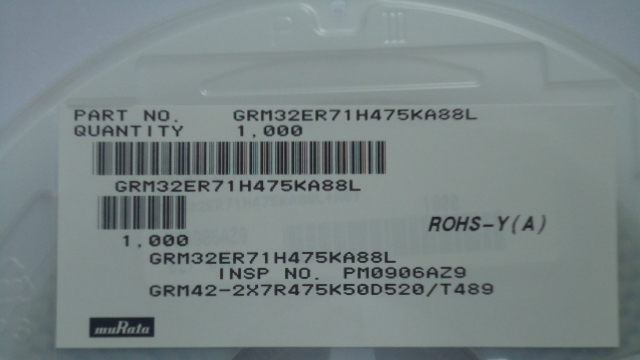 PART NO. GRM32ER71H475KA88L
QUANTITY 1,000
GRM32ER71H475KA88L
1,000
ROHS-Y(A)
GRM32ER71H475KA88L
INSP NO. PM0906AZ9
GRM42-2X7R475K50D520/T489
muRata